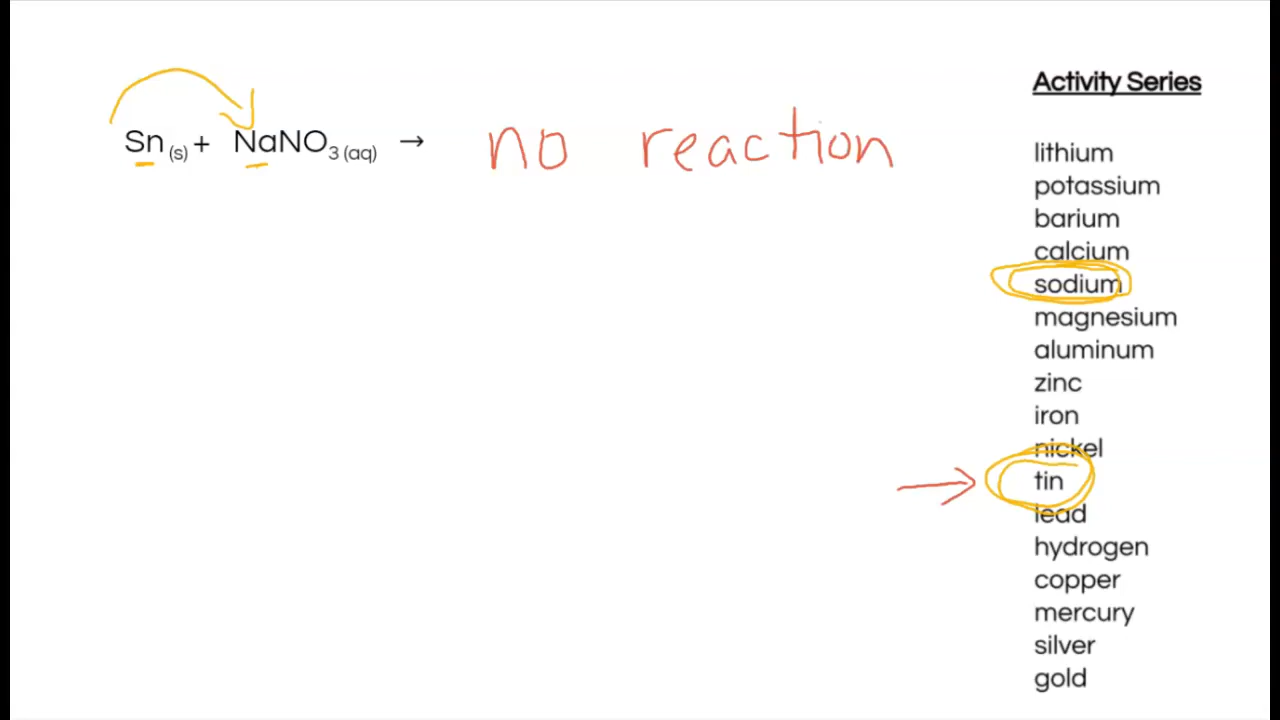 Sn (s) + NaNO3 (aq) → no reaction
Activity Series
lithium
potassium
barium
calcium
sodium
magnesium
aluminum
zinc
iron
nickel
tin
lead
hydrogen
copper
mercury
silver
gold